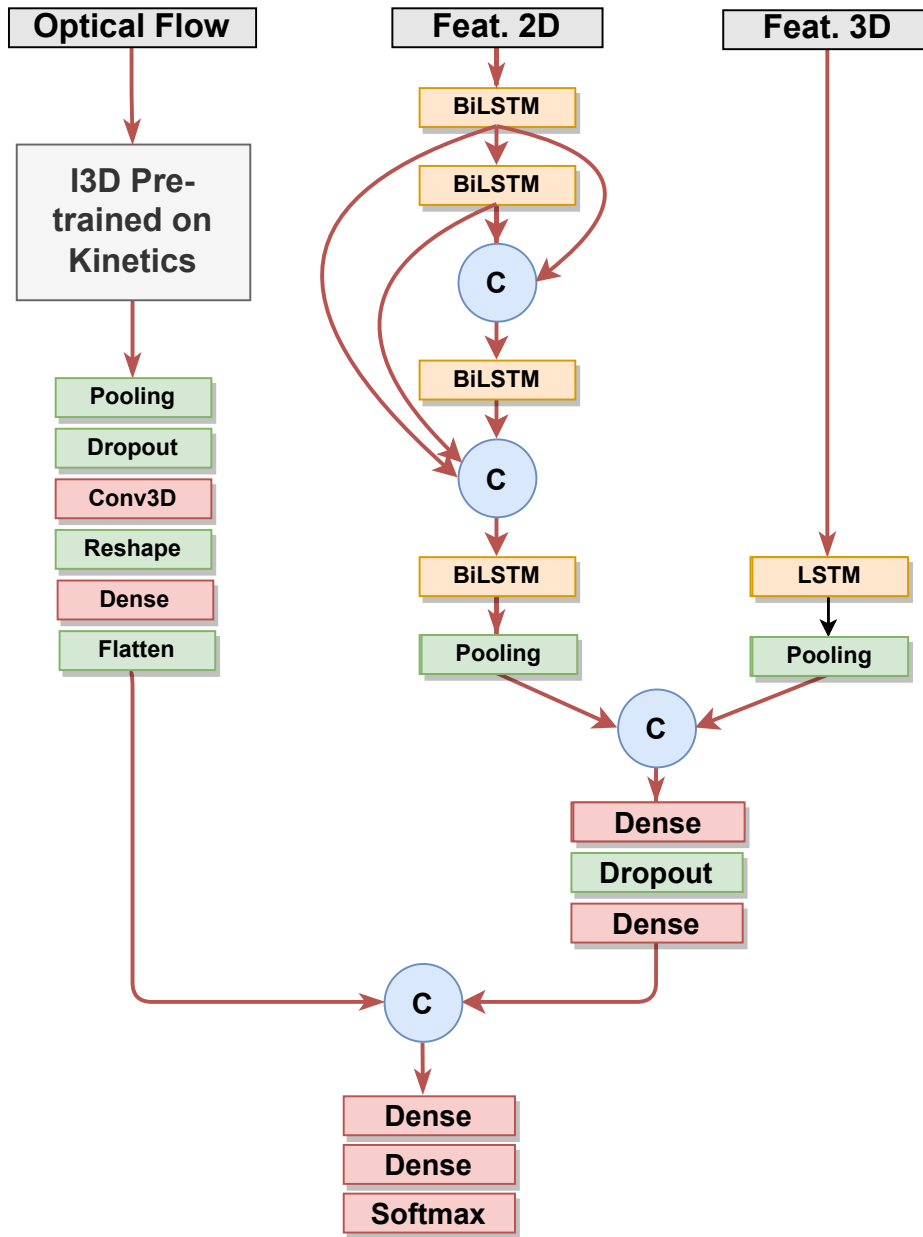 Optical Flow
Feat. 2D
Feat. 3D
I3D Pre-
trained on
Kinetics
Pooling
Dropout
Conv3D
Reshape
Dense
Flatten
BiLSTM
BiLSTM
C
BiLSTM
C
BiLSTM
Pooling
LSTM
Pooling
C
Dense
Dropout
Dense
C
Dense
Dense
Softmax